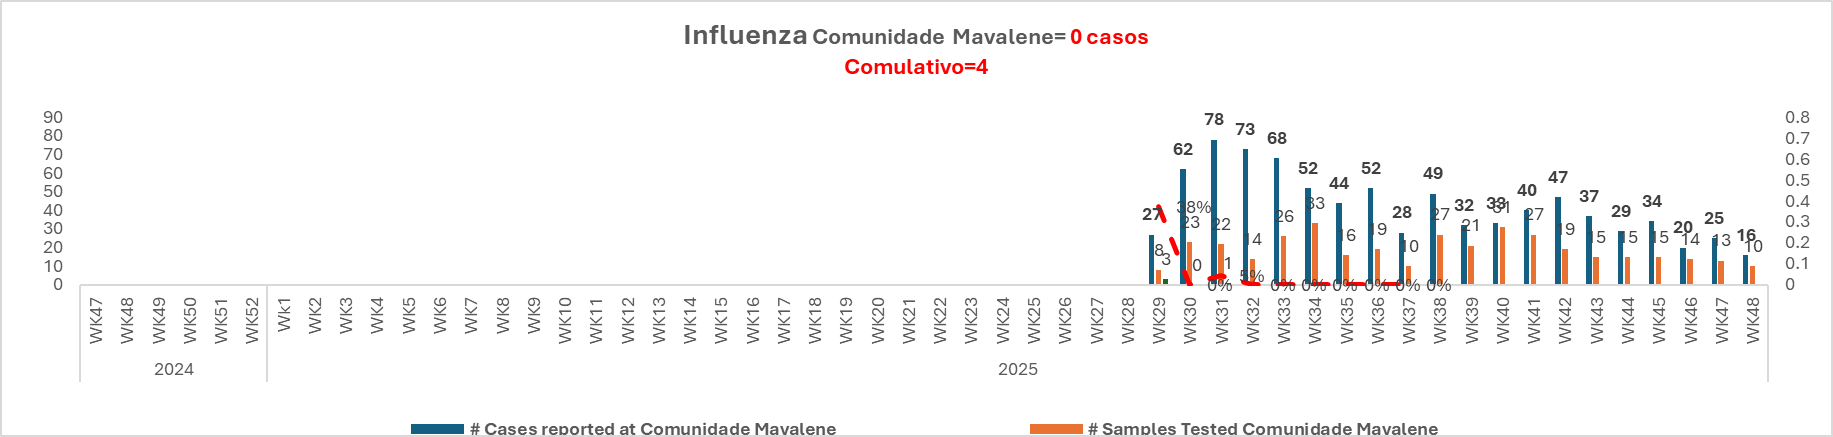 Influenza Comunidade Mavalene= 0 casos
Comulativo=4
90
80
70
60
50
40
30
20
10
0
0.8
0.7
0.6
0.5
0.4
0.3
0.2
0.1
0
27 62 78 73 68 52 44 52 28 49 32 33 40 47 37 29 34 20 25 16
8 23 22 14 26 33 16 19 10 27 21 31 27 19 15 15 15 14 13 10
3 0 1
38% 0% 5% 0% 0% 0% 0% 0% 0%
WK47 WK48 WK49 WK50 WK51 WK52 Wk1 WK2 WK3 WK4 WK5 WK6 WK7 WK8 WK9 WK10 WK11 WK12 WK13 WK14 WK15 WK16 WK17 WK18 WK19 WK20 WK21 WK22 WK23 WK24 WK25 WK26 WK27 WK28 WK29 WK30 WK31 WK32 WK33 WK34 WK35 WK36 WK37 WK38 WK39 WK40 WK41 WK42 WK43 WK44 WK45 WK46 WK47 WK48
2024 2025
# Cases reported at Comunidade Mavalene # Samples Tested Comunidade Mavalene